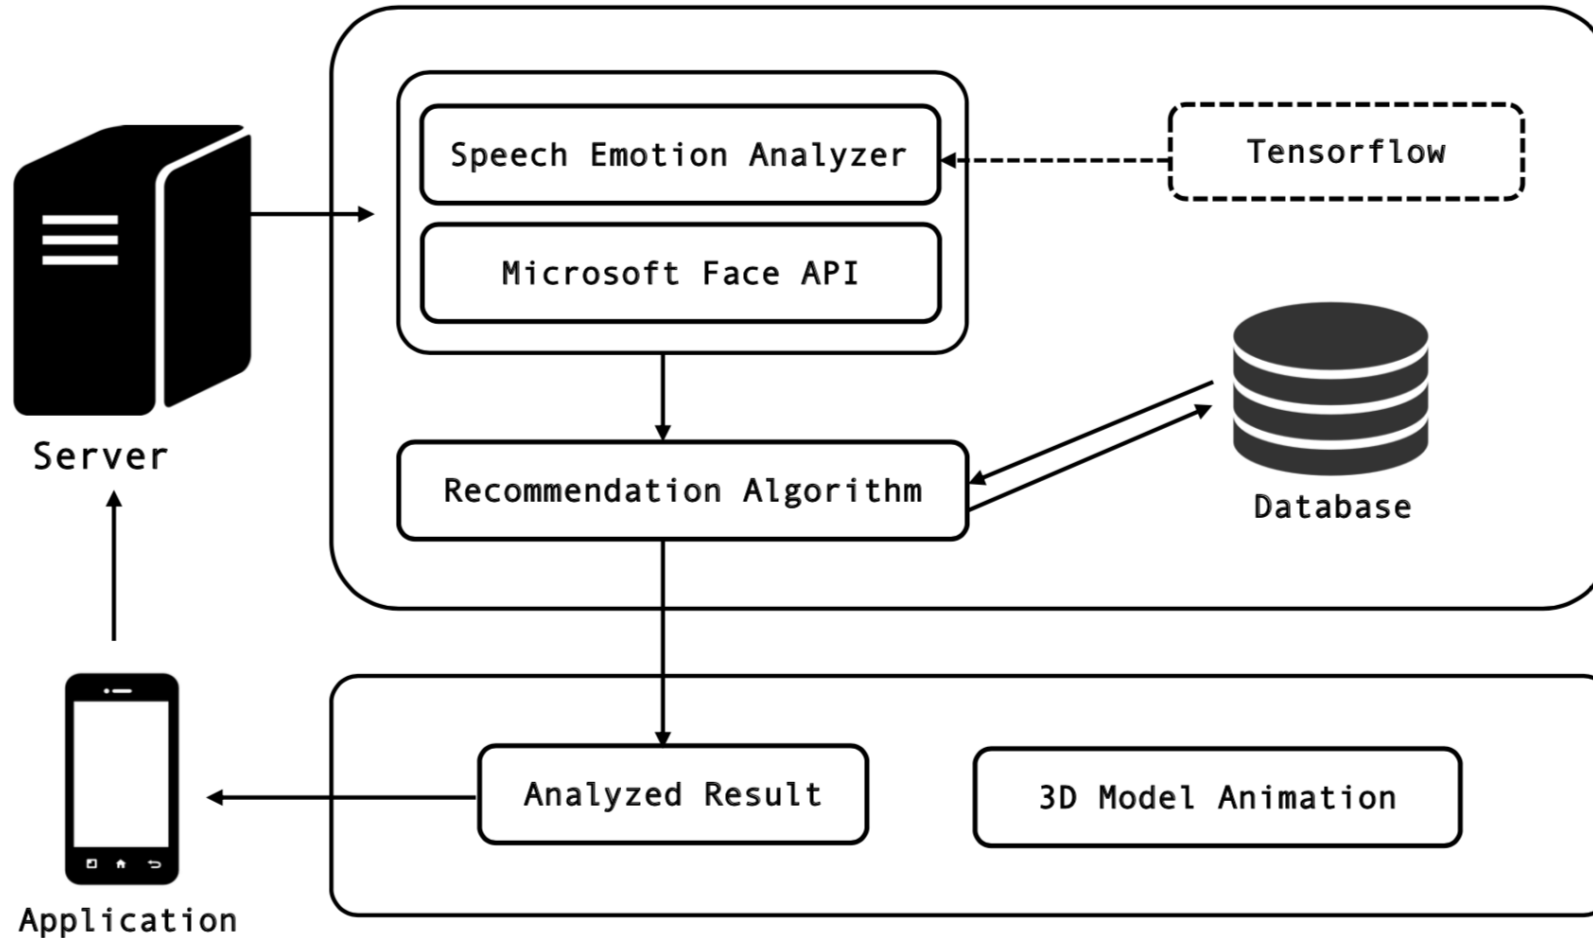 Speech Emotion Analyzer
Tensorflow
Microsoft Face API
Server
Recommendation Algorithm
Database
Analyzed Result
3D Model Animation
Application